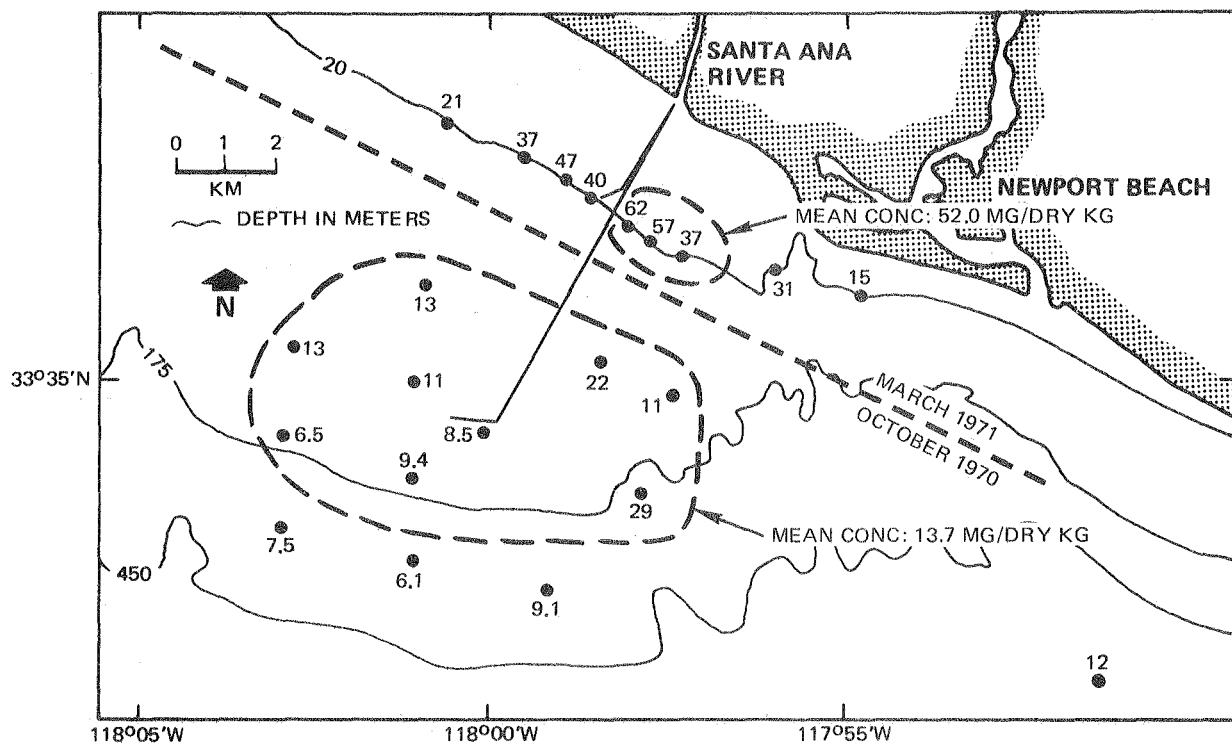 SANTA ANA
RIVER
20
21
37
0 1 2
KM
47
40
NEWPORT BEACH
DEPTH IN METERS
62
MEAN CONC: 52.0 MG/DRY KG
57
37
N
13
31
15
13
175
33°35'N
11
22
11
MARCH 1971
OCTOBER 1970
6.5
8.5
9.4
29
7.5
MEAN CONC: 13.7 MG/DRY KG
450
6.1
9.1
12
118°05'W
118°00'W
117°55'W